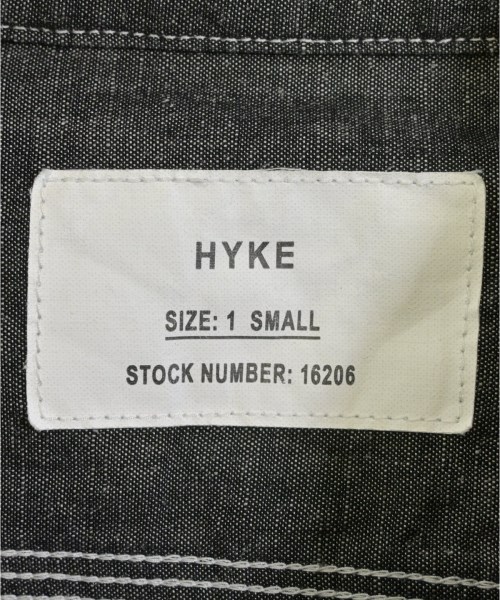 HYKE
SIZE: 1 SMALL
STOCK NUMBER: 16206